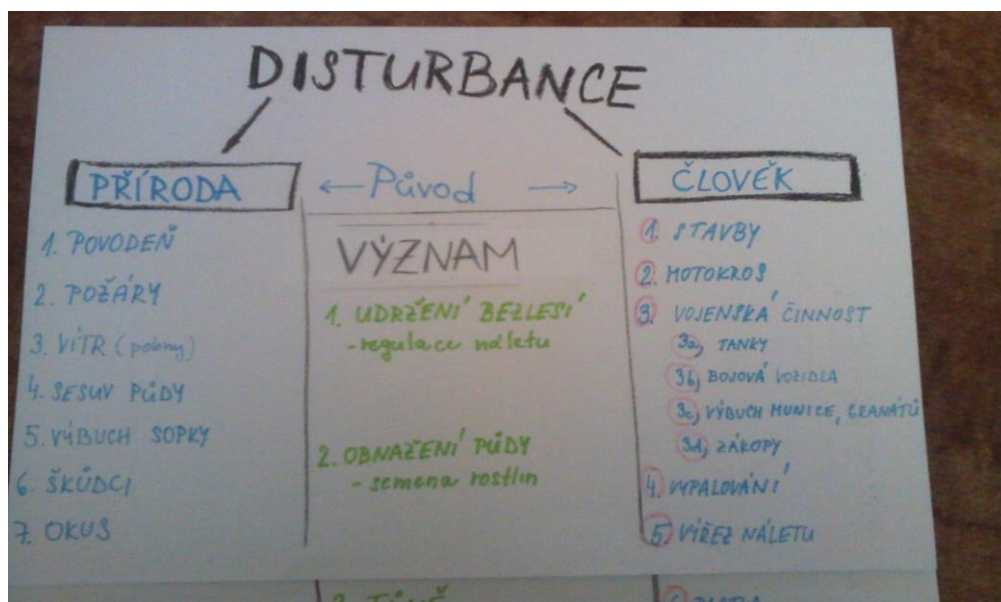 DISTURBANCE
PŘÍRODA
← Původ →
ČLOVĚK
1. POVODEŇ
2. POŽÁRY
3. VÍTR (polomy)
4. SESUV PŮDY
5. VÝBUCH SOPKY
6. ŠKŮDCI
7. OKUS
VÝZNAM
1. UDRŽENÍ BEZLESÍ
- regulace náletu
2. OBNAŽENÍ PŮDY
- semena rostlin
1. STAVBY
2. MOTOKROS
3. VOJENSKÁ ČINNOST
3a) TANKY
3b) BOJOVÁ VOZIDLA
3c) VÝBUCH MUNICE, GRANÁTŮ
3d) ZÁKOPY
4. VYPALOVÁNÍ
5. VÝŘEZ NÁLETU